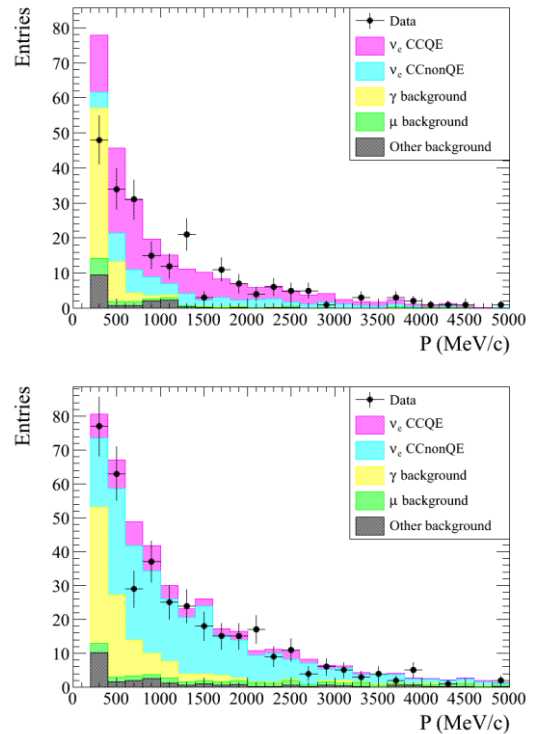 Entries
80
70
60
50
40
30
20
10
0
Data
νe CCQE
νe CCnonQE
γ background
μ background
Other background
0 500 1000 1500 2000 2500 3000 3500 4000 4500 5000
P (MeV/c)
Entries
80
70
60
50
40
30
20
10
0
Data
νe CCQE
νe CCnonQE
γ background
μ background
Other background
0 500 1000 1500 2000 2500 3000 3500 4000 4500 5000
P (MeV/c)